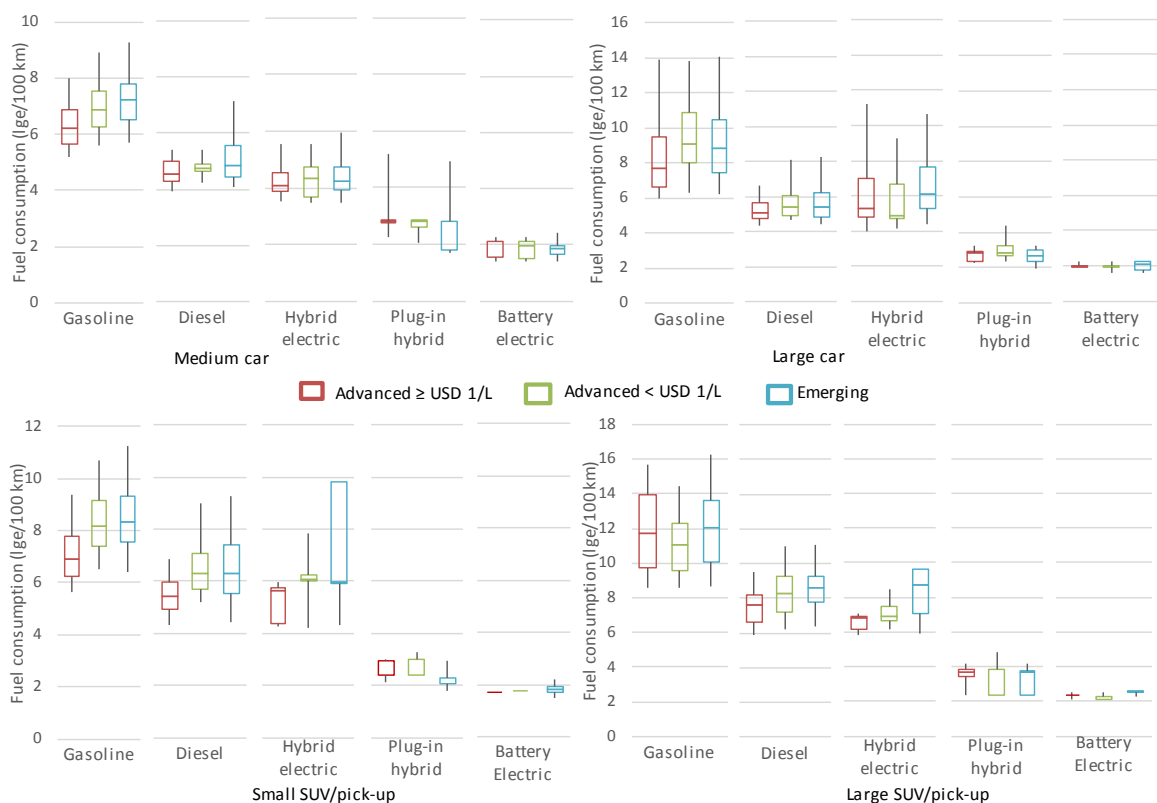 Fuel consumption (lge/100 km)
10
8
6
4
2
0
Gasoline
Diesel
Hybrid
electric
Plug-in
hybrid
Battery
electric
Medium car
Fuel consumption (lge/100 km)
16
14
12
10
8
6
4
2
0
Gasoline
Diesel
Hybrid
electric
Plug-in
hybrid
Battery
electric
Large car
Advanced ≥ USD 1/L
Advanced < USD 1/L
Emerging
Fuel consumption (lge/100 km)
12
10
8
6
4
2
0
Gasoline
Diesel
Hybrid
electric
Plug-in
hybrid
Battery
Electric
Small SUV/pick-up
Fuel consumption (lge/100 km)
18
16
14
12
10
8
6
4
2
0
Gasoline
Diesel
Hybrid
electric
Plug-in
hybrid
Battery
Electric
Large SUV/pick-up